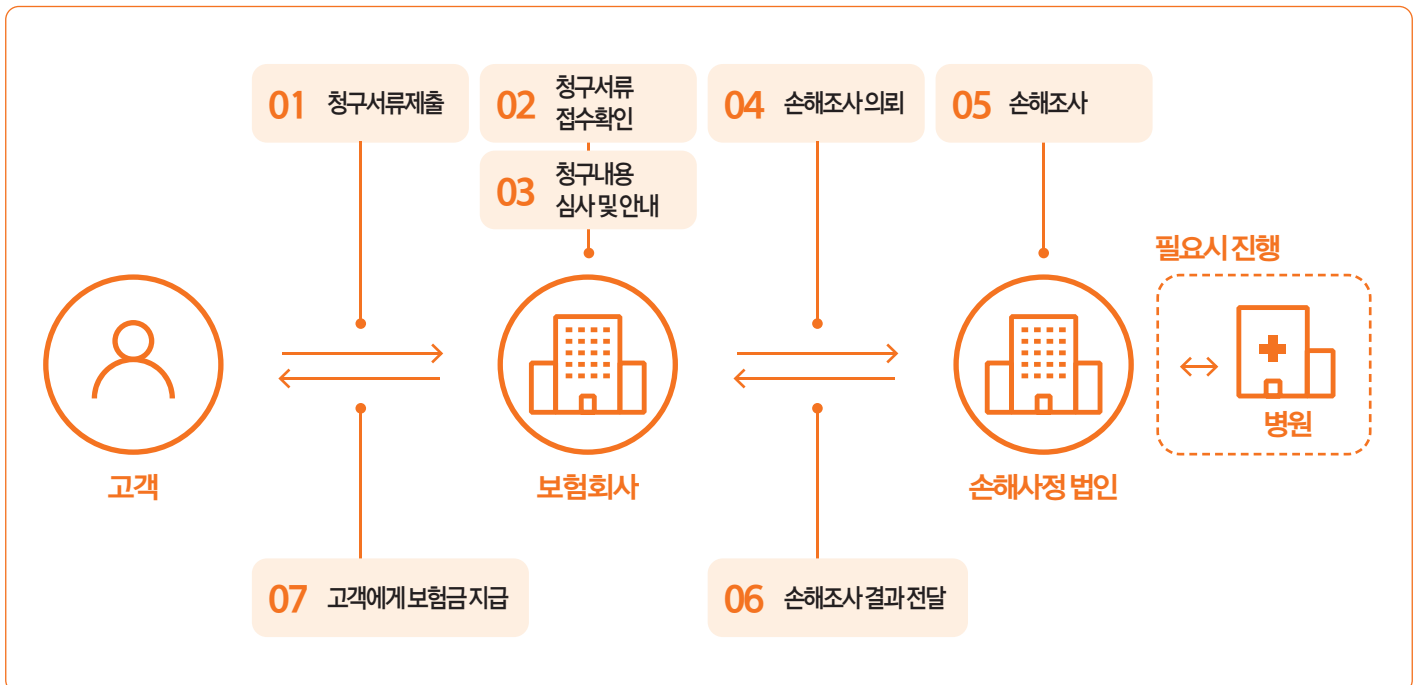 01 청구서류제출
02 청구서류
접수확인
03 청구내용
심사 및 안내
04 손해조사 의뢰
05 손해조사
필요시 진행
병원
고객
보험회사
손해사정 법인
07 고객에게 보험금 지급
06 손해조사 결과 전달